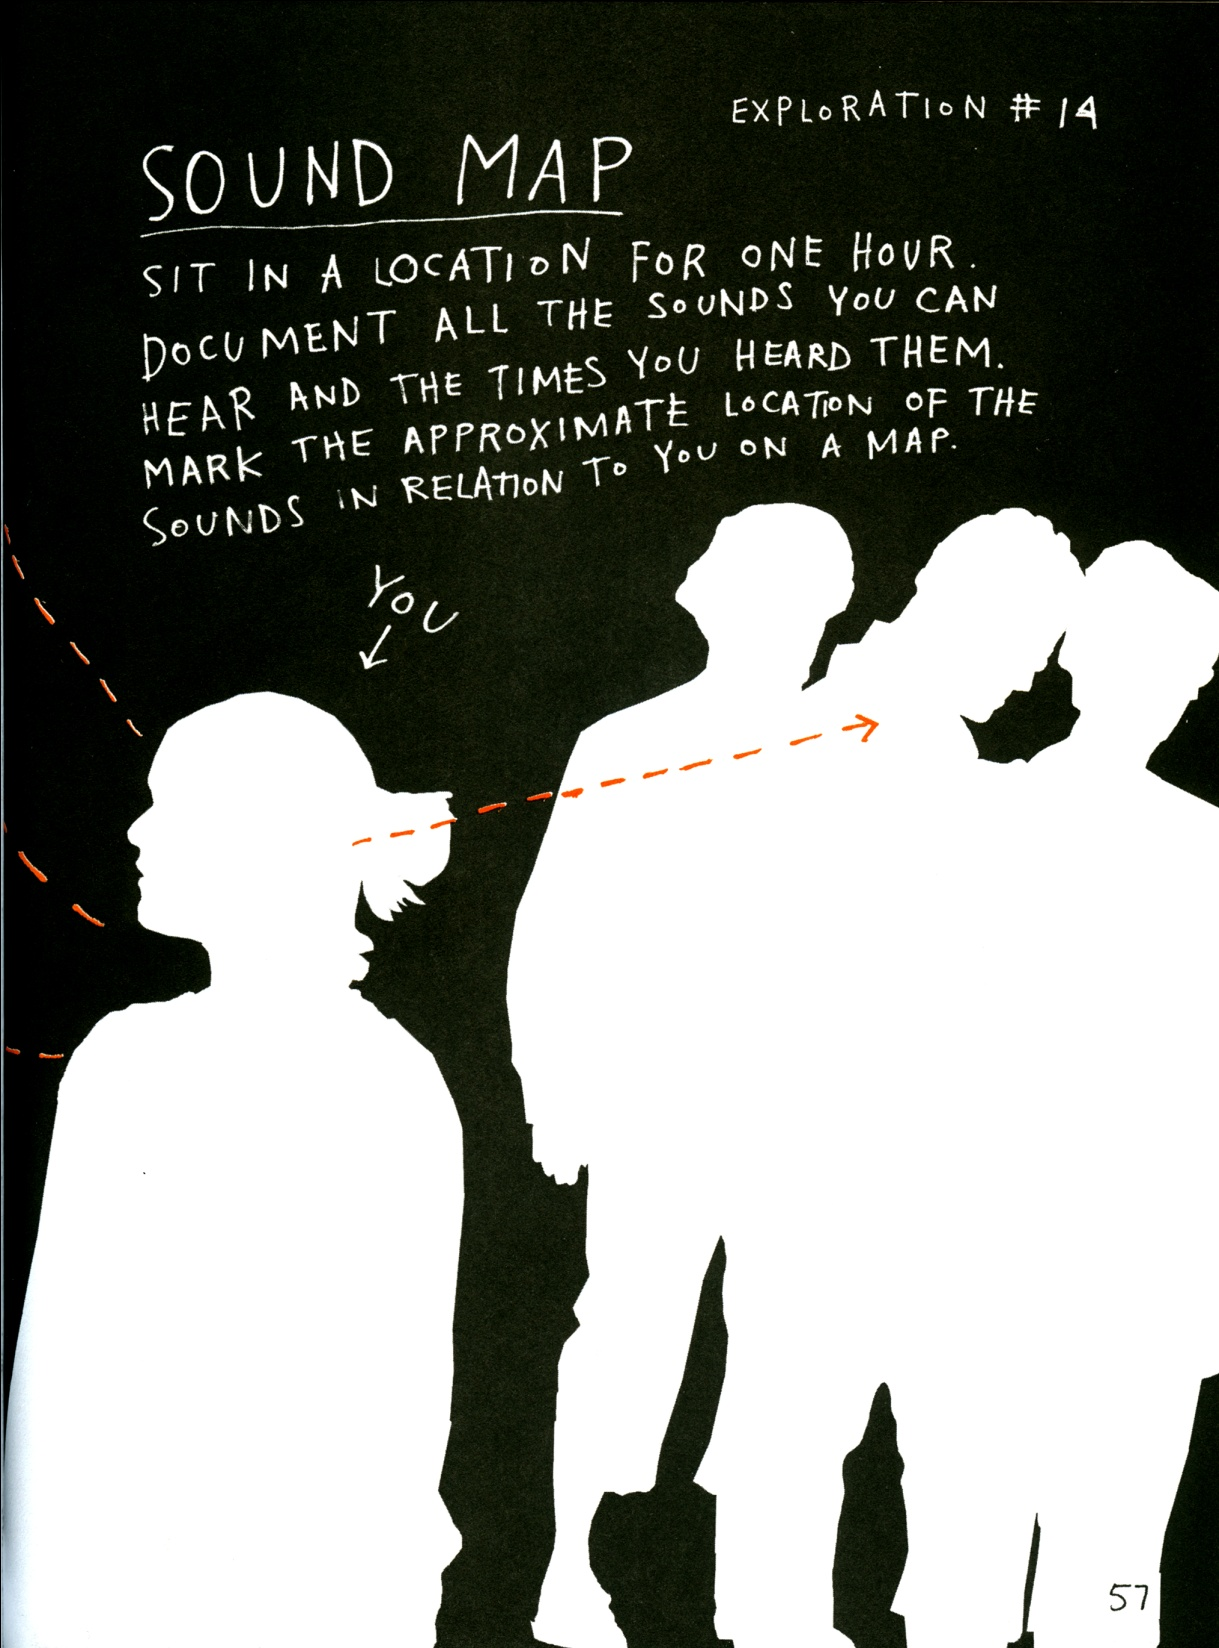 EXPLORATION # 14
SOUND MAP
SIT IN A LOCATION FOR ONE HOUR.
DOCUMENT ALL THE SOUNDS YOU CAN
HEAR AND THE TIMES YOU HEARD THEM.
MARK THE APPROXIMATE LOCATION OF THE
SOUNDS IN RELATION TO YOU ON A MAP.
YOU
57